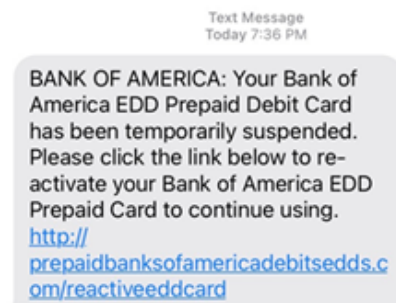 Text Message
Today 7:36 PM
BANK OF AMERICA: Your Bank of
America EDD Prepaid Debit Card
has been temporarily suspended.
Please click the link below to re-
activate your Bank of America EDD
Prepaid Card to continue using.
http://
prepaidbanksofamericadebitsedds.c
om/reactiveeddcard